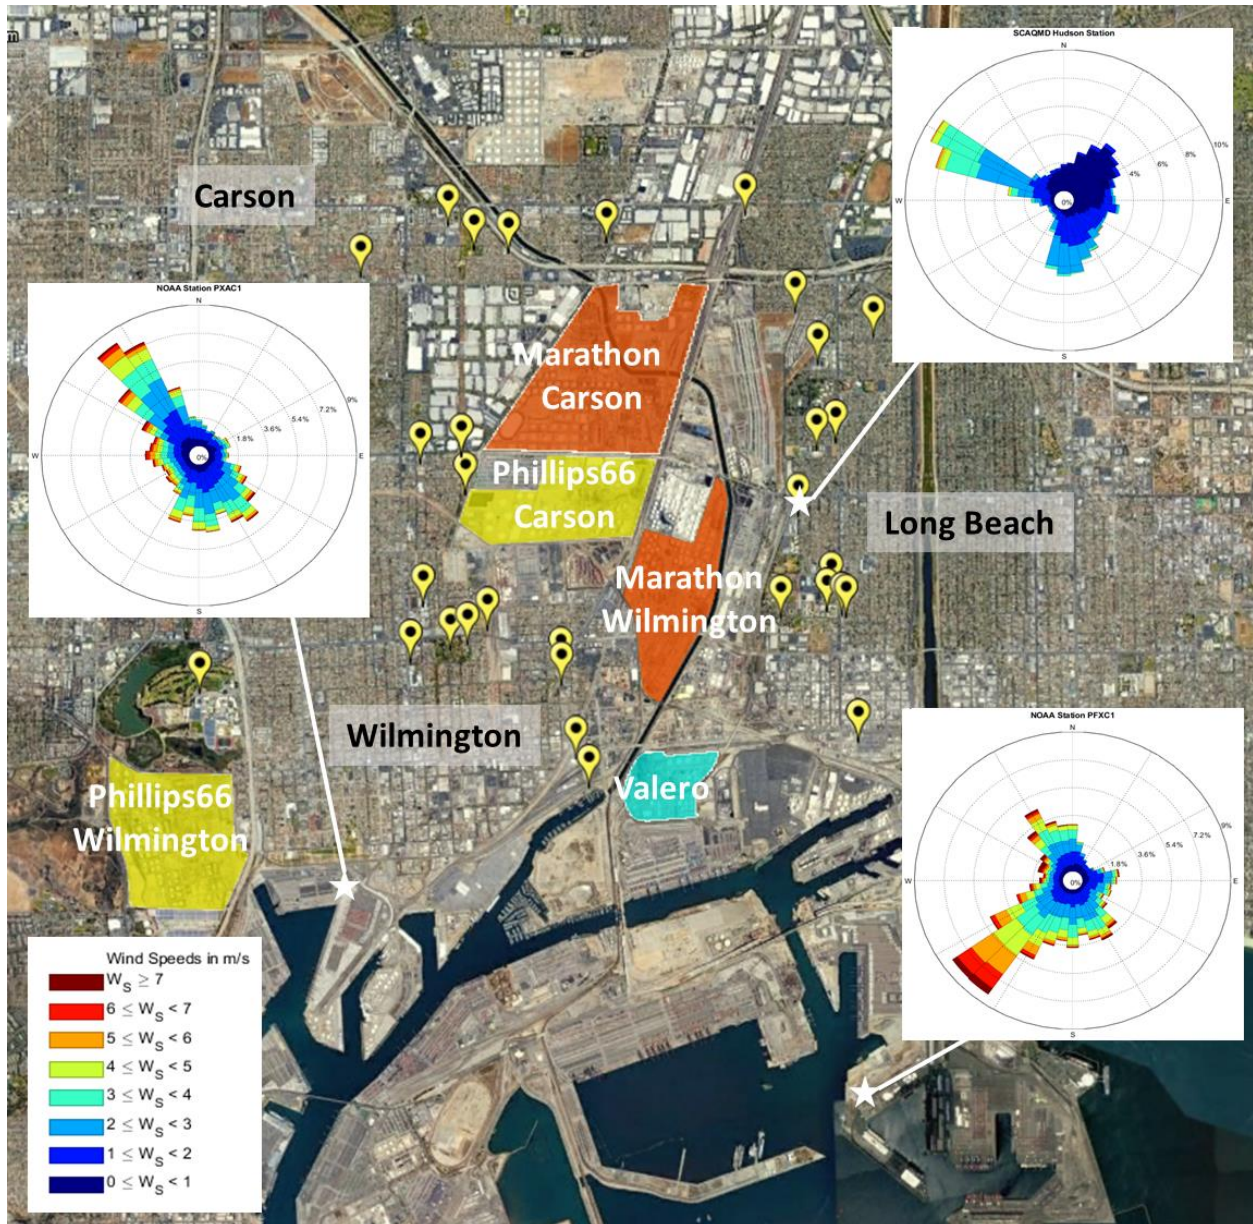 SCAQMD Hudson Station
N
10%
8%
6%
4%
0%
W
E
S
Carson
NOAA Station PXAC1
N
9%
7.2%
5.4%
3.6%
1.8%
0%
W
E
S
Marathon
Carson
Phillips66
Carson
Long Beach
Marathon
Wilmington
Wilmington
Valero
Phillips66
Wilmington
NOAA Station PFXC1
N
9%
7.2%
5.4%
3.6%
1.8%
0%
W
E
S
Wind Speeds in m/s
W_S ≥ 7
6 ≤ W_S < 7
5 ≤ W_S < 6
4 ≤ W_S < 5
3 ≤ W_S < 4
2 ≤ W_S < 3
1 ≤ W_S < 2
0 ≤ W_S < 1